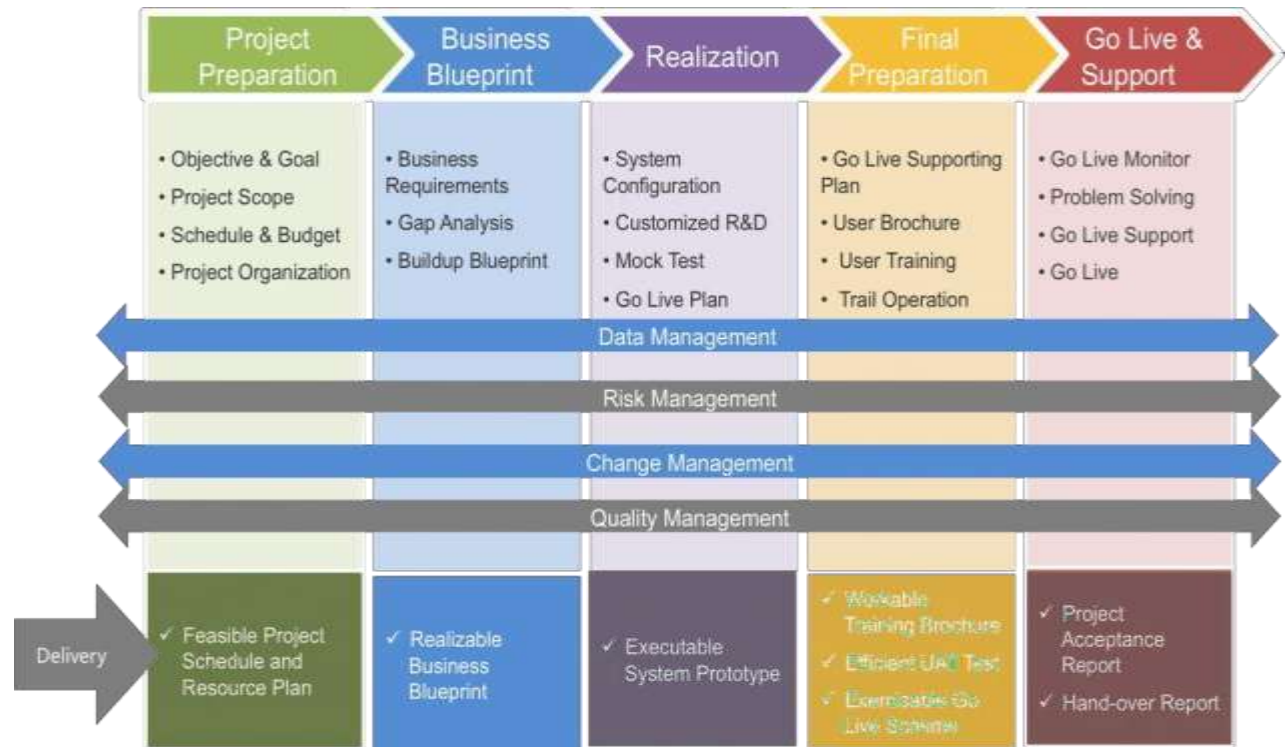 Project
Preparation
Business
Blueprint
Realization
Final
Preparation
Go Live &
Support
• Objective & Goal
• Project Scope
• Schedule & Budget
• Project Organization
• Business
Requirements
• Gap Analysis
• Buildup Blueprint
• System
Configuration
• Customized R&D
• Mock Test
• Go Live Plan
• Go Live Supporting
Plan
• User Brochure
• User Training
• Trail Operation
• Go Live Monitor
• Problem Solving
• Go Live Support
• Go Live
Data Management
Risk Management
Change Management
Quality Management
Delivery
✓ Feasible Project
Schedule and
Resource Plan
✓ Realizable
Business
Blueprint
✓ Executable
System Prototype
✓ Workable
Training Brochure
✓ Efficient UAT Test
✓ Go
Live
✓ Project
Acceptance
Report
✓ Hand-over Report